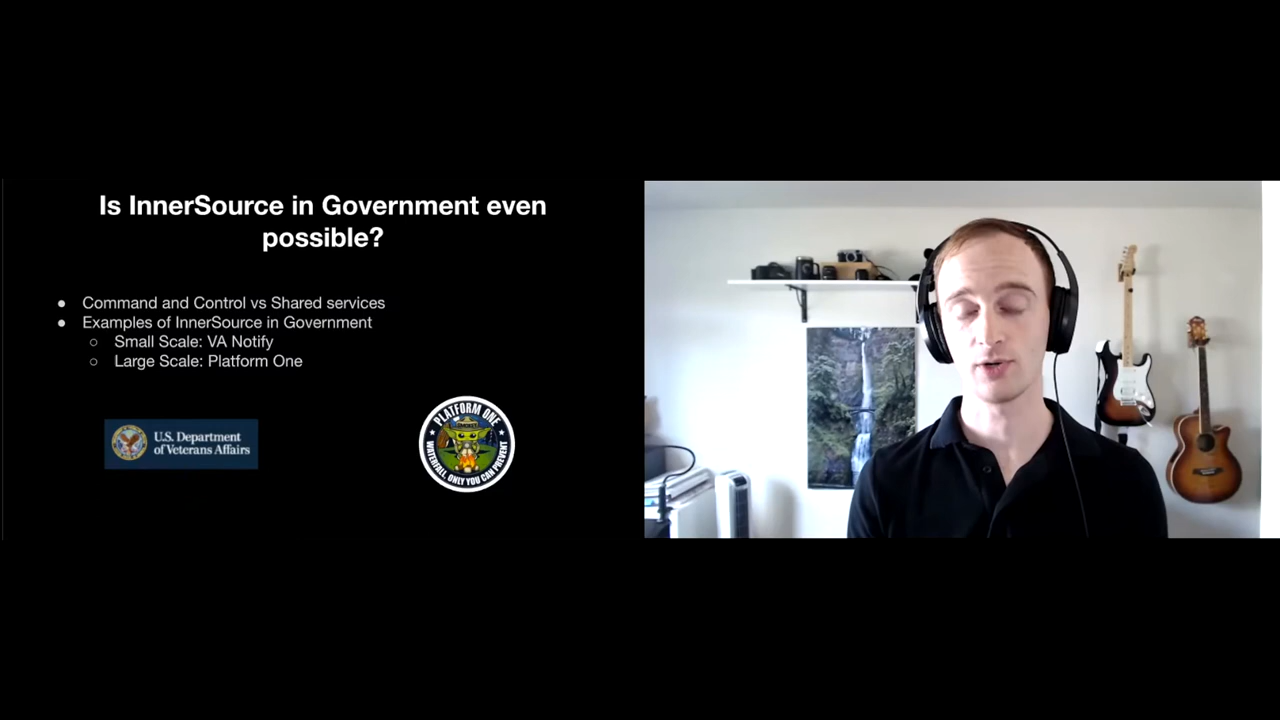 Is InnerSource in Government even
possible?
● Command and Control vs Shared services
● Examples of InnerSource in Government
○ Small Scale: VA Notify
○ Large Scale: Platform One
U.S. Department
of Veterans Affairs
PLATFORM ONE
WATERFALL, ONLY YOU CAN PREVENT